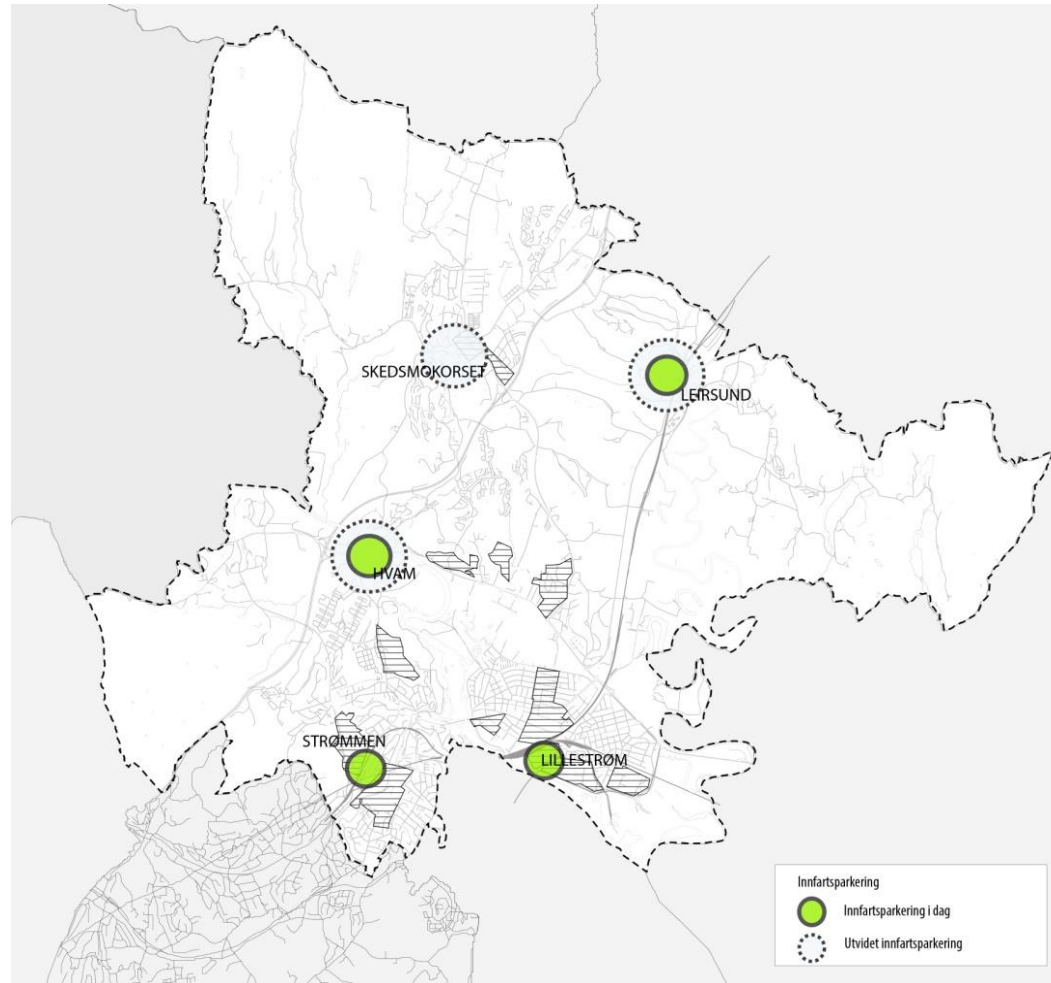 SKEDSMOKORSET
LEIRSUND
HVAM
STRØMMEN
LILLESTRØM
Innfartsparkering
Innfartsparkering i dag
Utvidet innfartsparkering